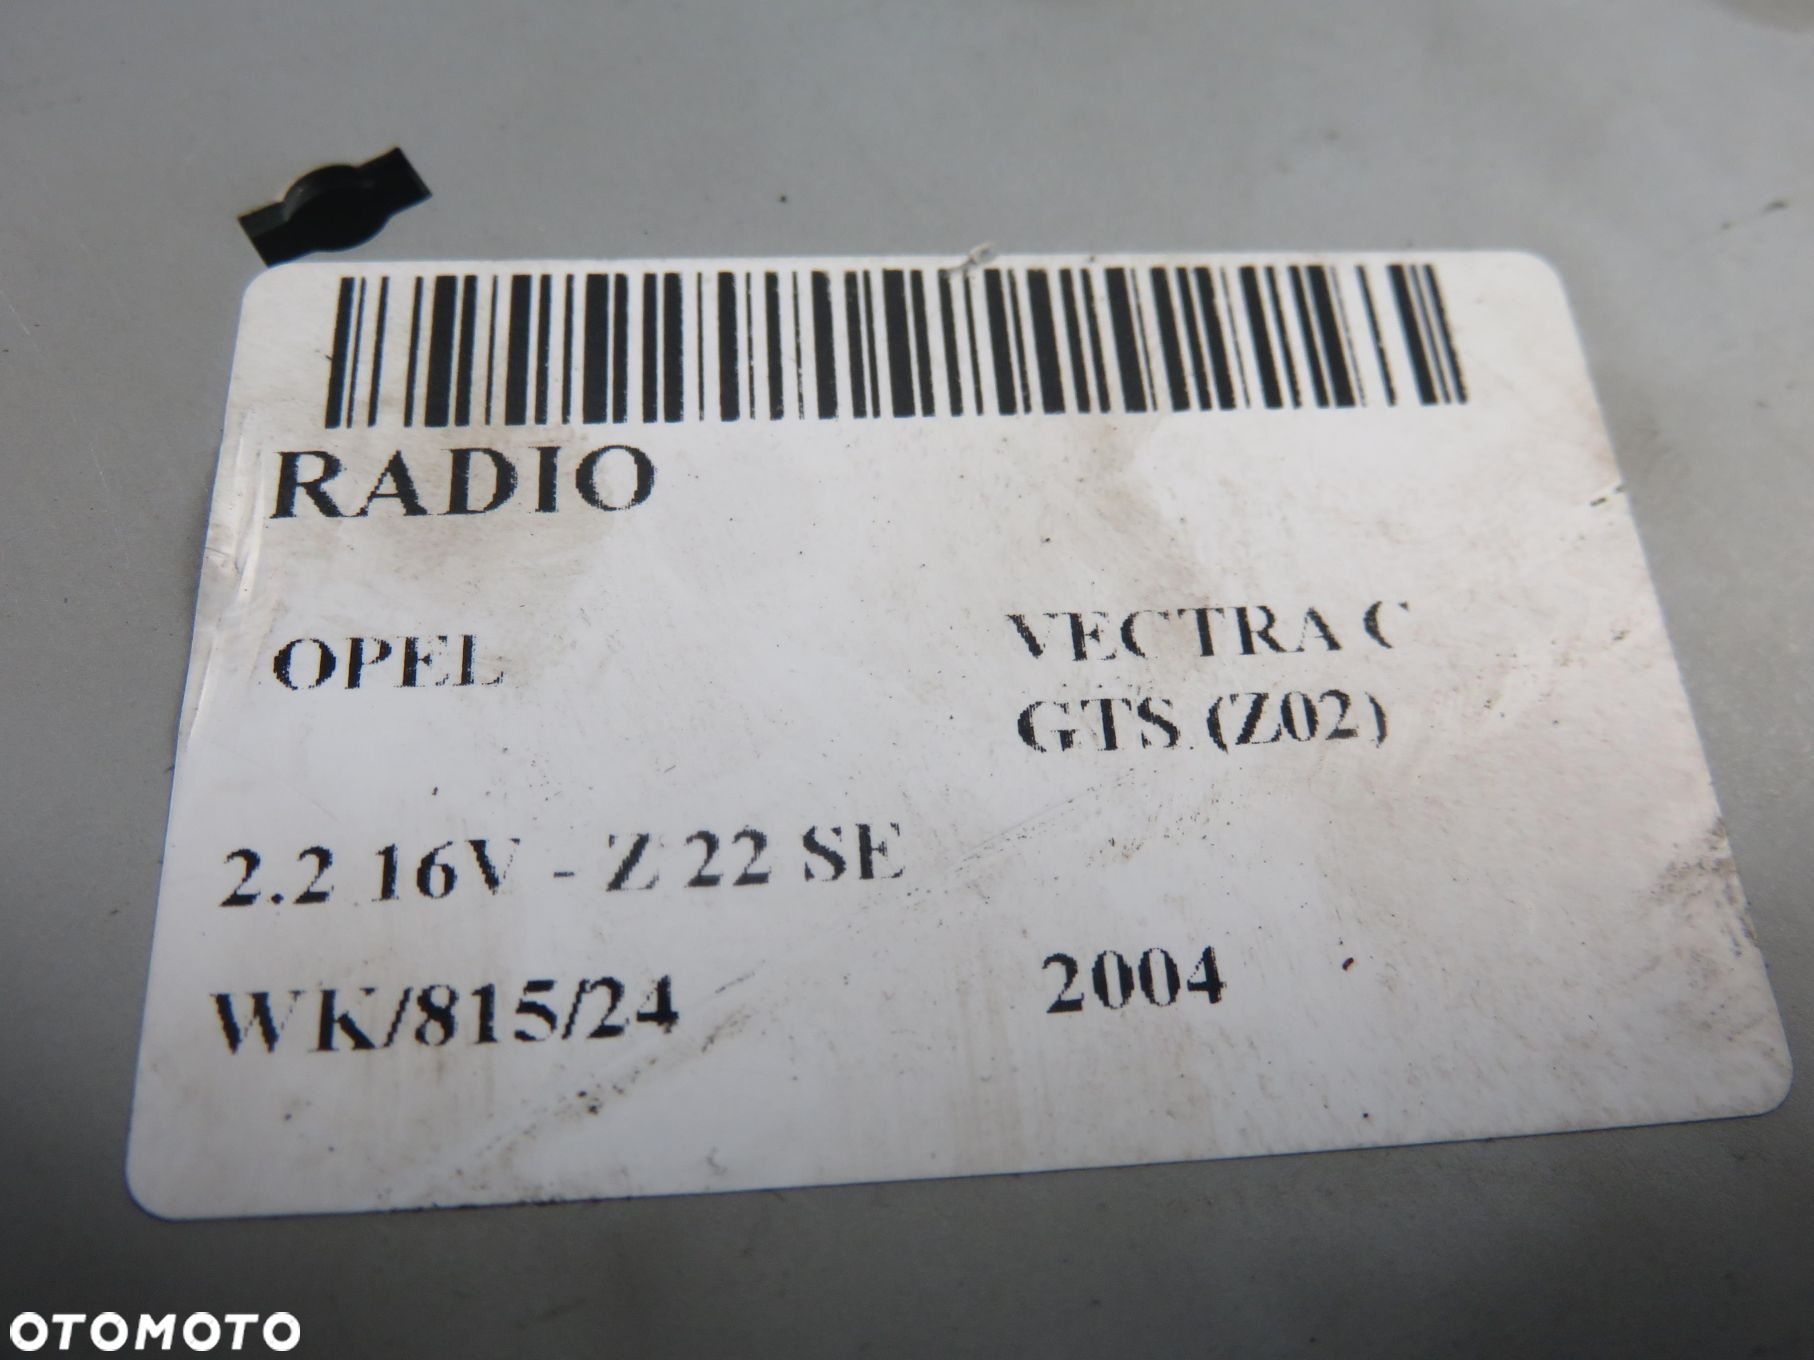 RADIO
OPEL
VECTRA C
GTS (Z02)
2.2 16V - Z 22 SE
WK/815/24
2004
OTOMOTO